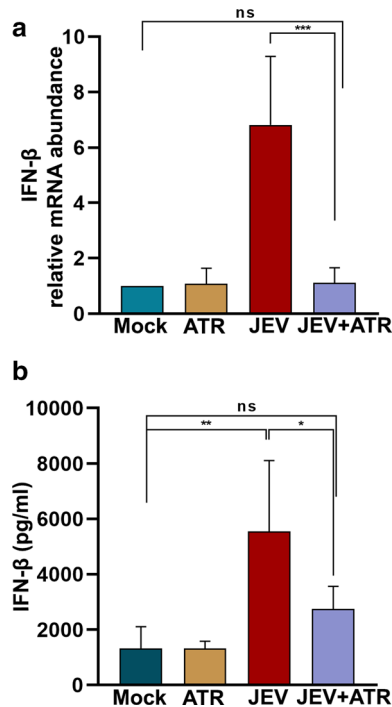 a
ns
***
10
8
6
4
2
0
IFN-β
relative mRNA abundance
Mock ATR JEV JEV+ATR
b
ns
** *
10000
8000
6000
4000
2000
0
IFN-β (pg/ml)
Mock ATR JEV JEV+ATR